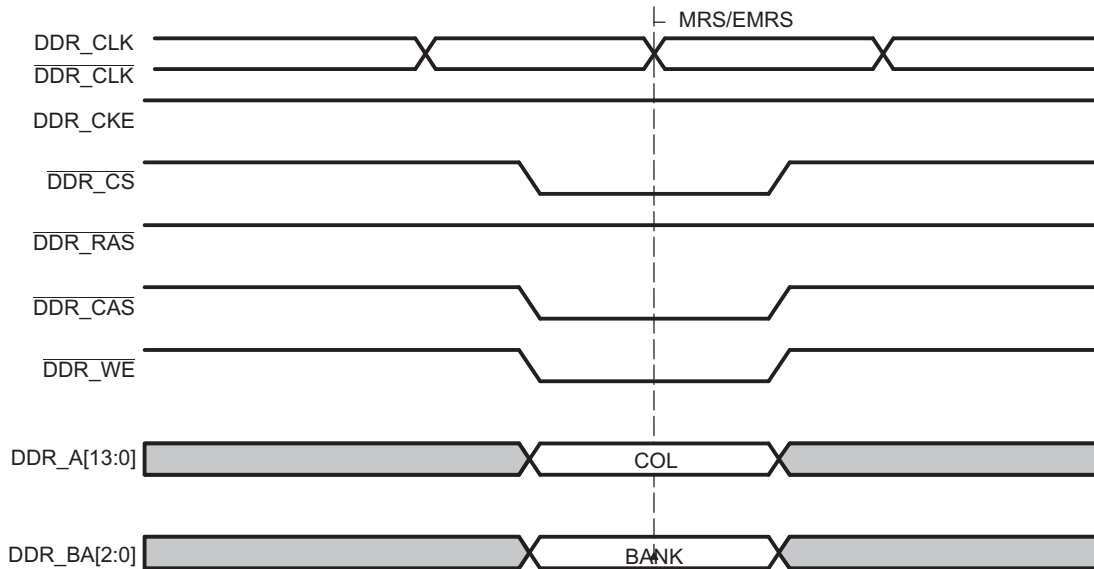 MRS/EMRS
DDR_CLK
DDR_CLK
DDR_CKE
DDR_CS
DDR_RAS
DDR_CAS
DDR_WE
DDR_A[13:0]
COL
DDR_BA[2:0]
BANK